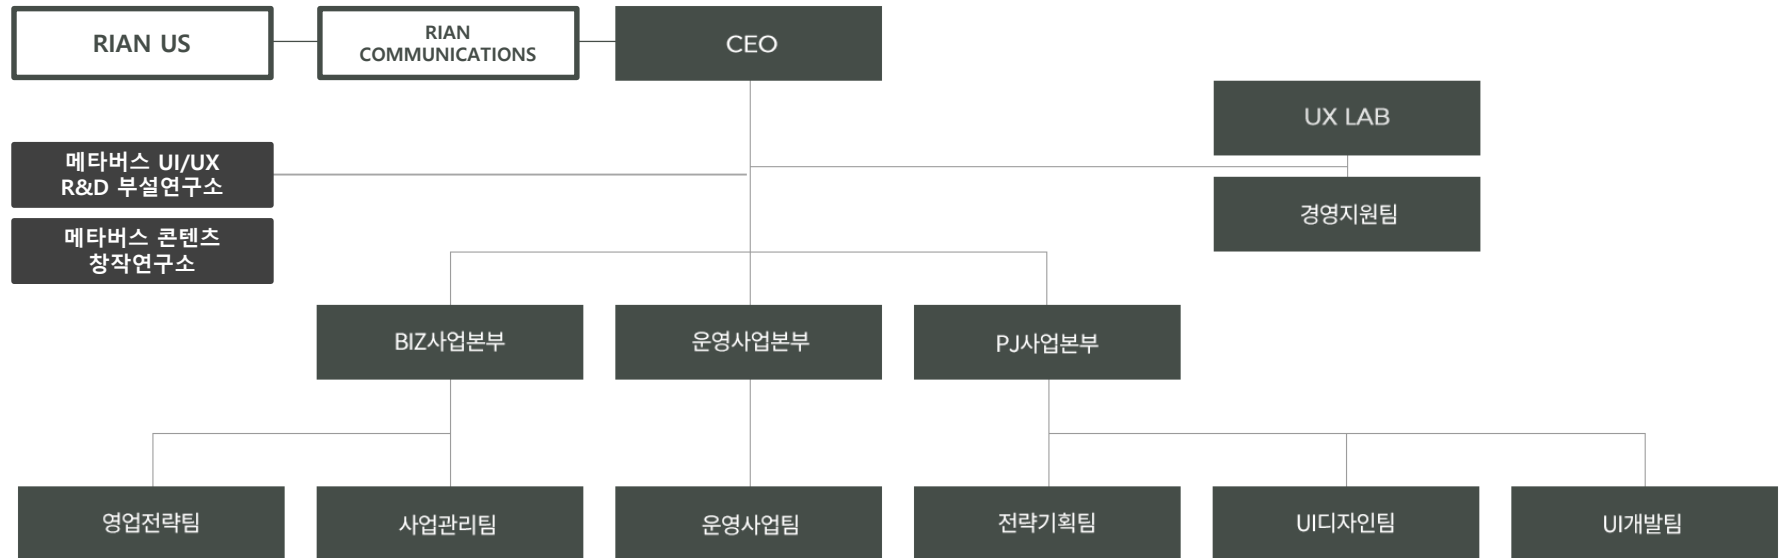 RIAN US
RIAN
COMMUNICATIONS
CEO
UX LAB
메타버스 UI/UX
R&D 부설연구소
경영지원팀
메타버스 콘텐츠
창작연구소
BIZ사업본부
운영사업본부
PJ사업본부
영업전략팀
사업관리팀
운영사업팀
전략기획팀
UI디자인팀
UI개발팀